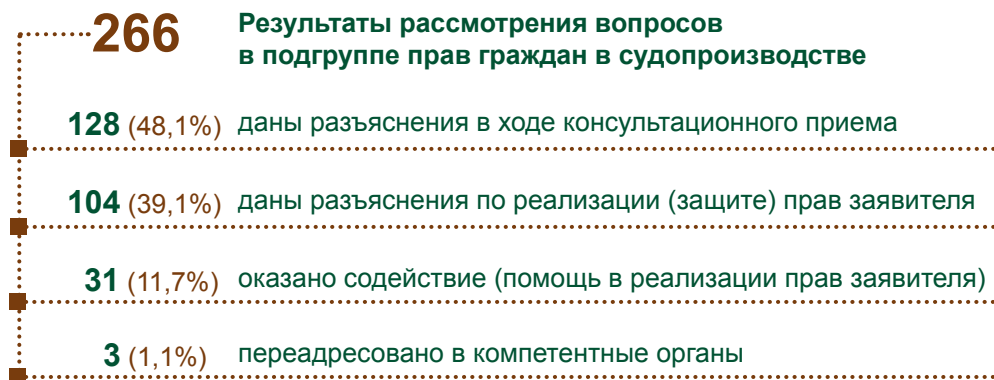 266 Результаты рассмотрения вопросов
в подгруппе прав граждан в судопроизводстве
128 (48,1%) даны разъяснения в ходе консультационного приема
104 (39,1%) даны разъяснения по реализации (защите) прав заявителя
31 (11,7%) оказано содействие (помощь в реализации прав заявителя)
3 (1,1%) переадресовано в компетентные органы